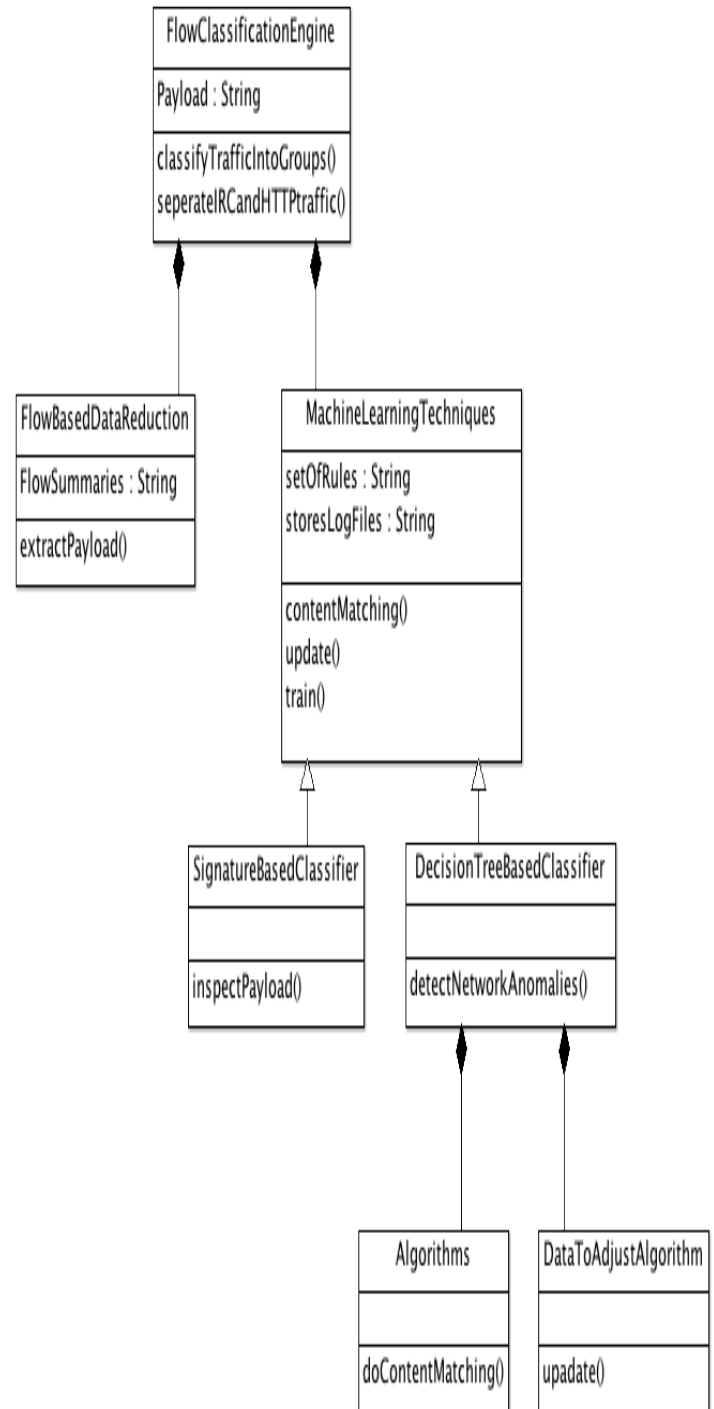 FlowClassificationEngine
Payload : String
classifyTrafficIntoGroups()
seperateIRCandHTTPtraffic()
FlowBasedDataReduction
FlowSummaries : String
extractPayload()
MachineLearningTechniques
setOfRules : String
storesLogFiles : String
contentMatching()
update()
train()
SignatureBasedClassifier
inspectPayload()
DecisionTreeBasedClassifier
detectNetworkAnomalies()
Algorithms
doContentMatching()
DataToAdjustAlgorithm
upadate()